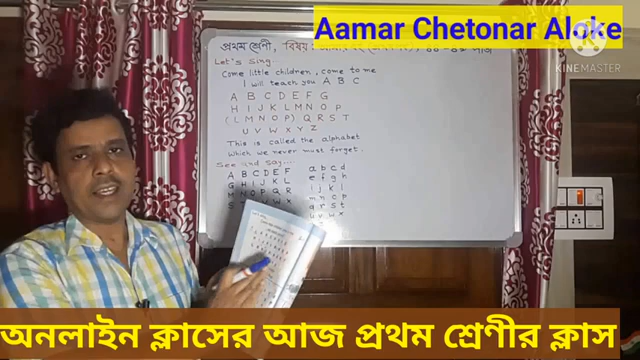 Aamar Chetonar Aloke
KINEMASTER
প্রথম শ্রেণী, বিষয়:
Let's Sing...
Come little children, come to me
I will teach you A B C
A B C D E F G
H I J K L M N O P
(L M N O P) Q R S T
U V W X Y Z
This is called the alphabet
Which we never must forget.
See and Say....
A B C D E F
G H I J K L
M N O P Q R
a b c d
e f g h
i j k l
m n o p
q r s t
u v w x
অনলাইন ক্লাসের আজ প্রথম শ্রেণীর ক্লাস